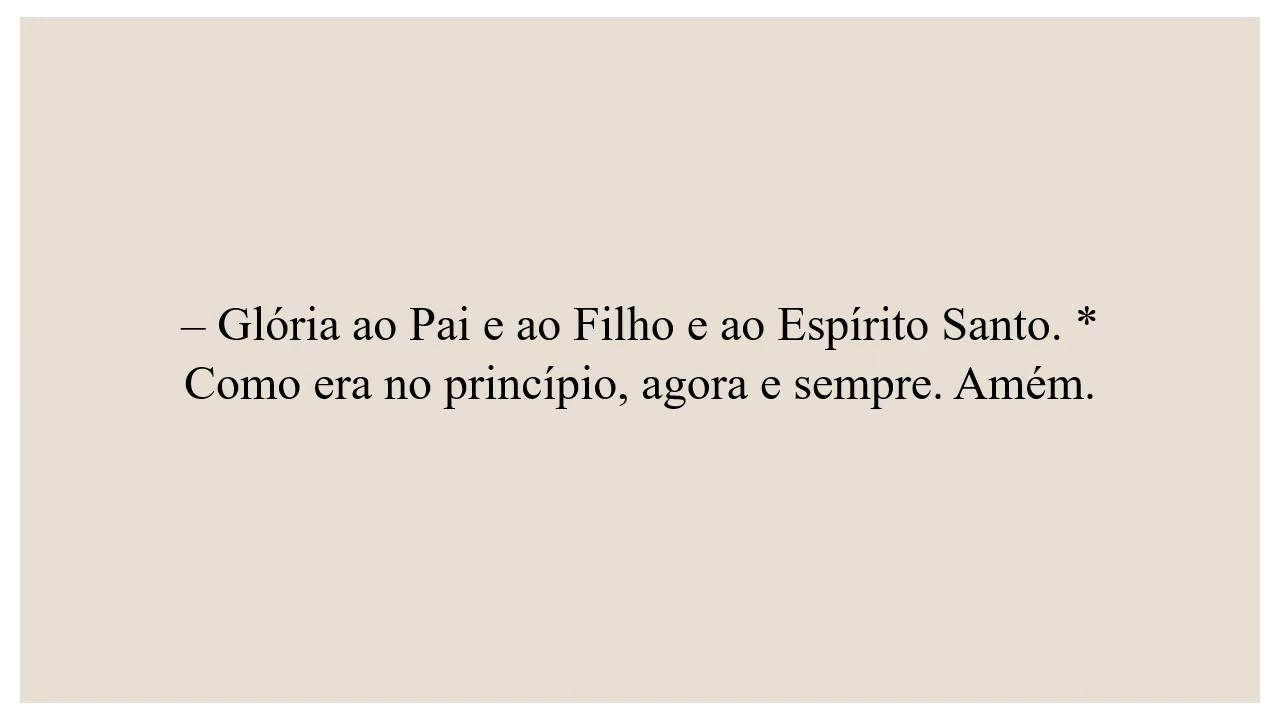 – Glória ao Pai e ao Filho e ao Espírito Santo. *
Como era no princípio, agora e sempre. Amém.